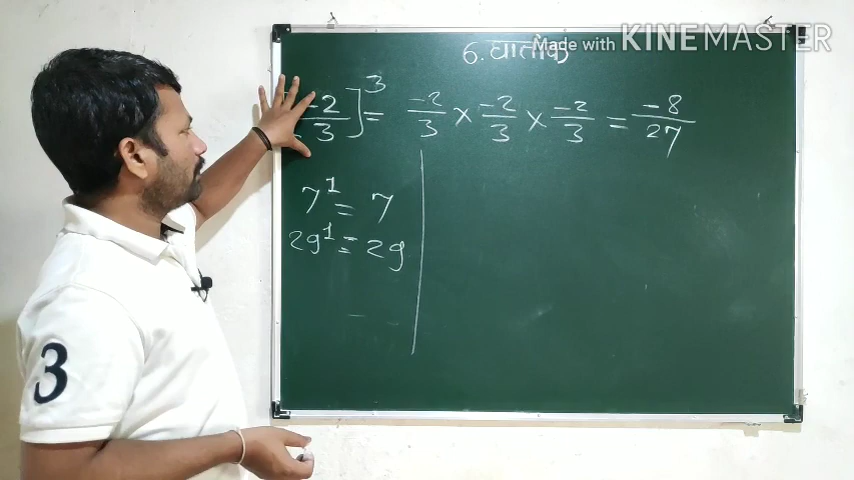 Made with KINEMASTER
6. घातांक
[-2/3]³ = -2/3 × -2/3 × -2/3 = -8/27
7¹ = 7
29¹ = 29
3